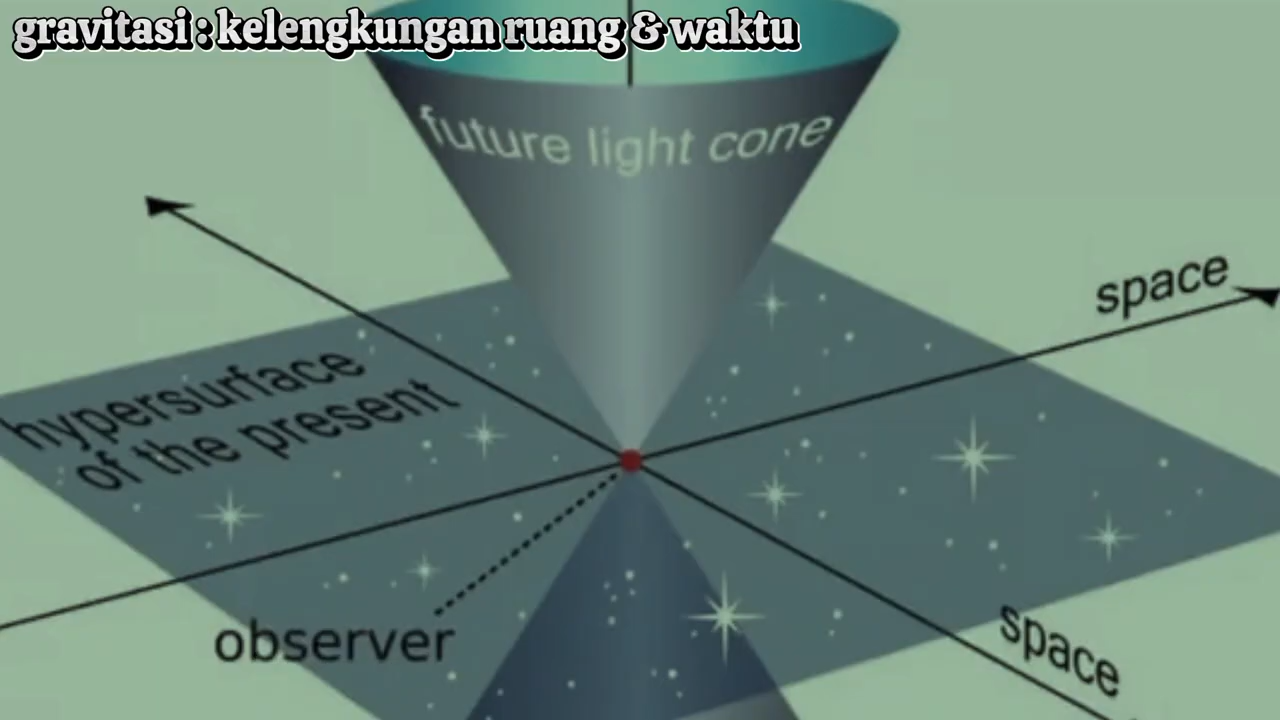 gravitasi : kelengkungan ruang & waktu
future light cone
space
hypersurface
of the present
observer
space